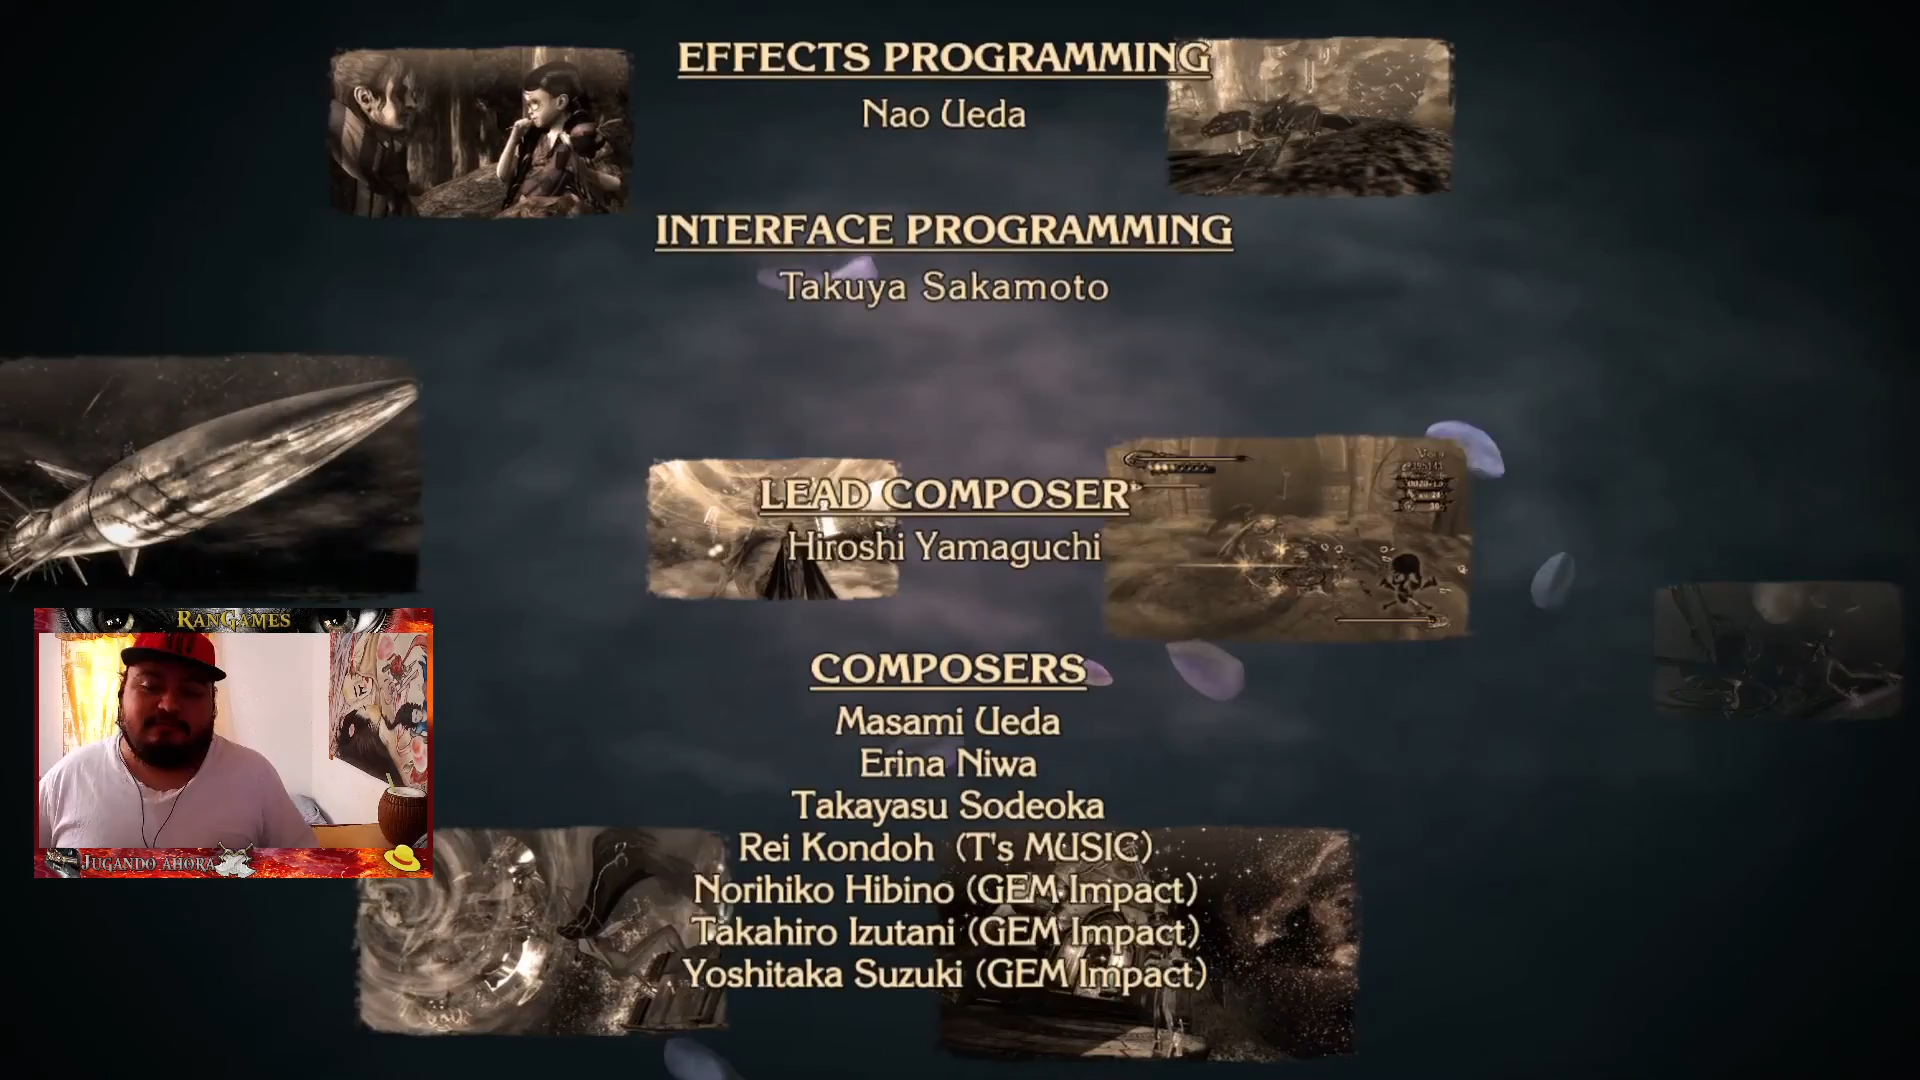 EFFECTS PROGRAMMING
Nao Ueda
INTERFACE PROGRAMMING
Takuya Sakamoto
LEAD COMPOSER
Hiroshi Yamaguchi
COMPOSERS
Masami Ueda
Erina Niwa
Takayasu Sodeoka
Rei Kondoh (T's MUSIC)
Norihiko Hibino (GEM Impact)
Takahiro Izutani (GEM Impact)
Yoshitaka Suzuki (GEM Impact)
RANGAMES
JUGANDO AHORA